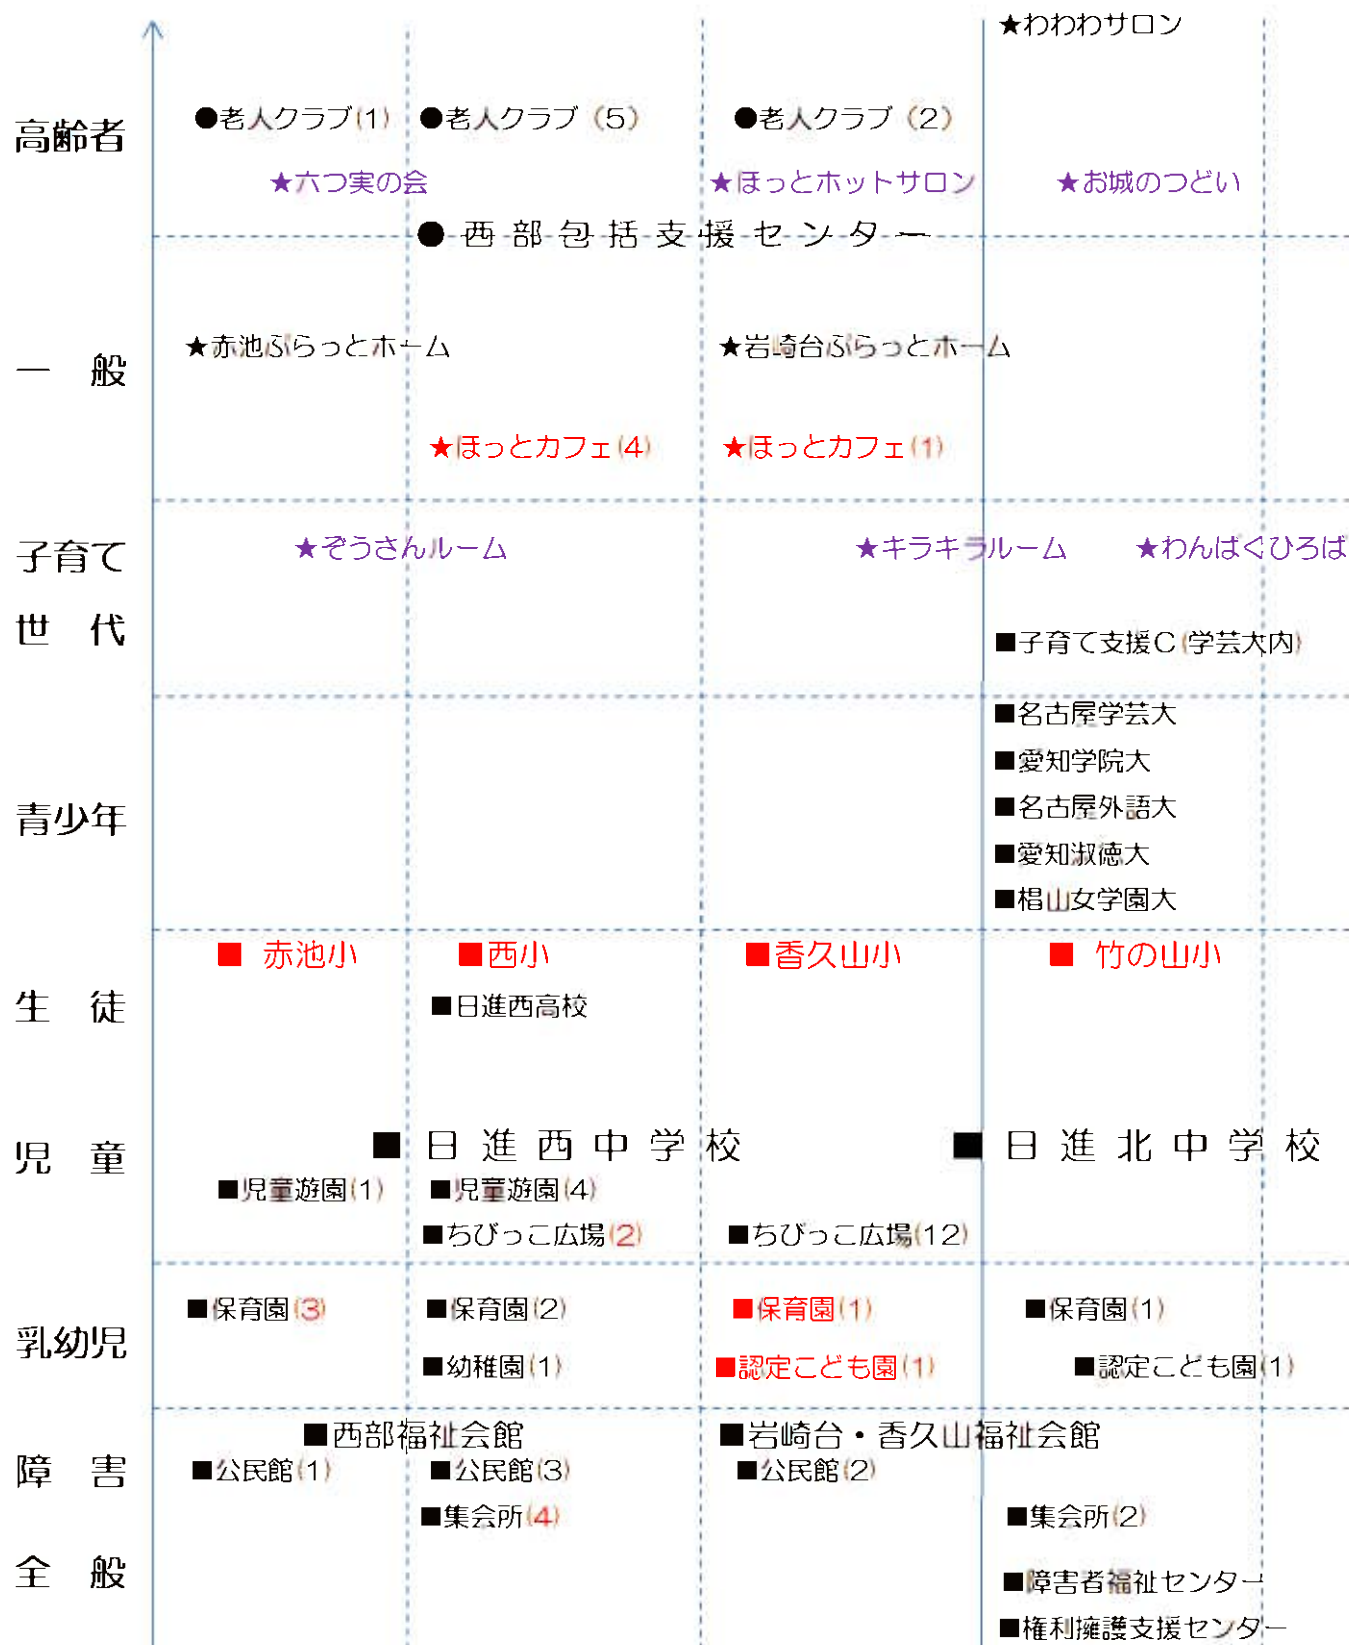 ★わわわサロン
高齢者
●老人クラブ(1) ●老人クラブ（5） ●老人クラブ（2）
★六つ実の会 ★ほっとホットサロン ★お城のつどい
●西部包括支援センター
一般
★赤池ぷらっとホーム ★岩崎台ぷらっとホーム
★ほっとカフェ(4) ★ほっとカフェ(1)
子育て
世代
★ぞうさんルーム ★キラキラルーム ★わんぱくひろば
■子育て支援C(学芸大内)
青少年
■名古屋学芸大
■愛知学院大
■名古屋外語大
■愛知淑徳大
■椙山女学園大
■ 赤池小 ■西小 ■香久山小 ■ 竹の山小
生徒
■日進西高校
児童
■日進西中学校 ■日進北中学校
■児童遊園(1) ■児童遊園(4)
■ちびっこ広場(2) ■ちびっこ広場(12)
乳幼児
■保育園(3) ■保育園(2) ■保育園(1) ■保育園(1)
■幼稚園(1) ■認定こども園(1) ■認定こども園(1)
■西部福祉会館 ■岩崎台・香久山福祉会館
障害
■公民館(1) ■公民館(3) ■公民館(2)
■集会所(4) ■集会所(2)
全般
■障害者福祉センター
■権利擁護支援センター